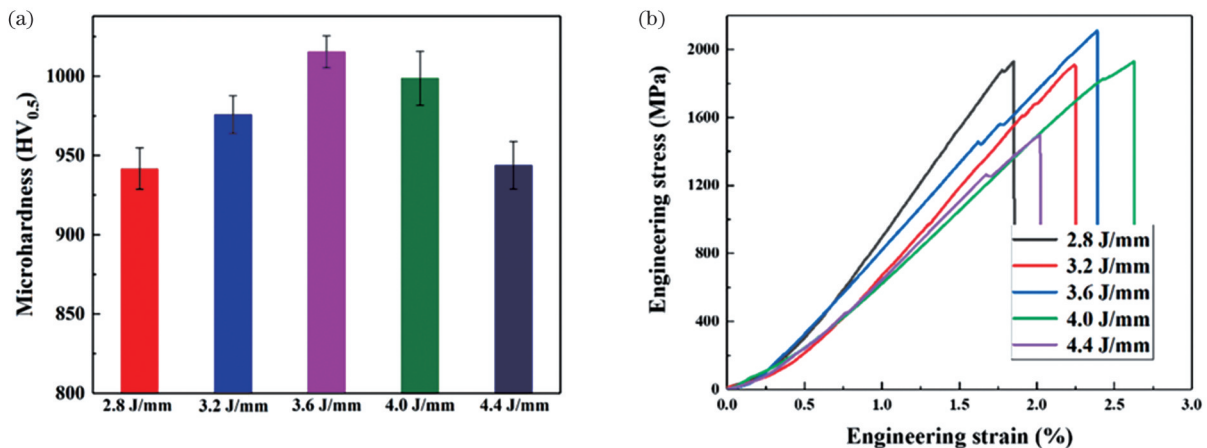 (a)
Microhardness (HV0.5)
1000
950
900
850
800
2.8 J/mm 3.2 J/mm 3.6 J/mm 4.0 J/mm 4.4 J/mm
(b)
Engineering stress (MPa)
2000
1600
1200
800
400
0
0.0 0.5 1.0 1.5 2.0 2.5 3.0
Engineering strain (%)
2.8 J/mm
3.2 J/mm
3.6 J/mm
4.0 J/mm
4.4 J/mm